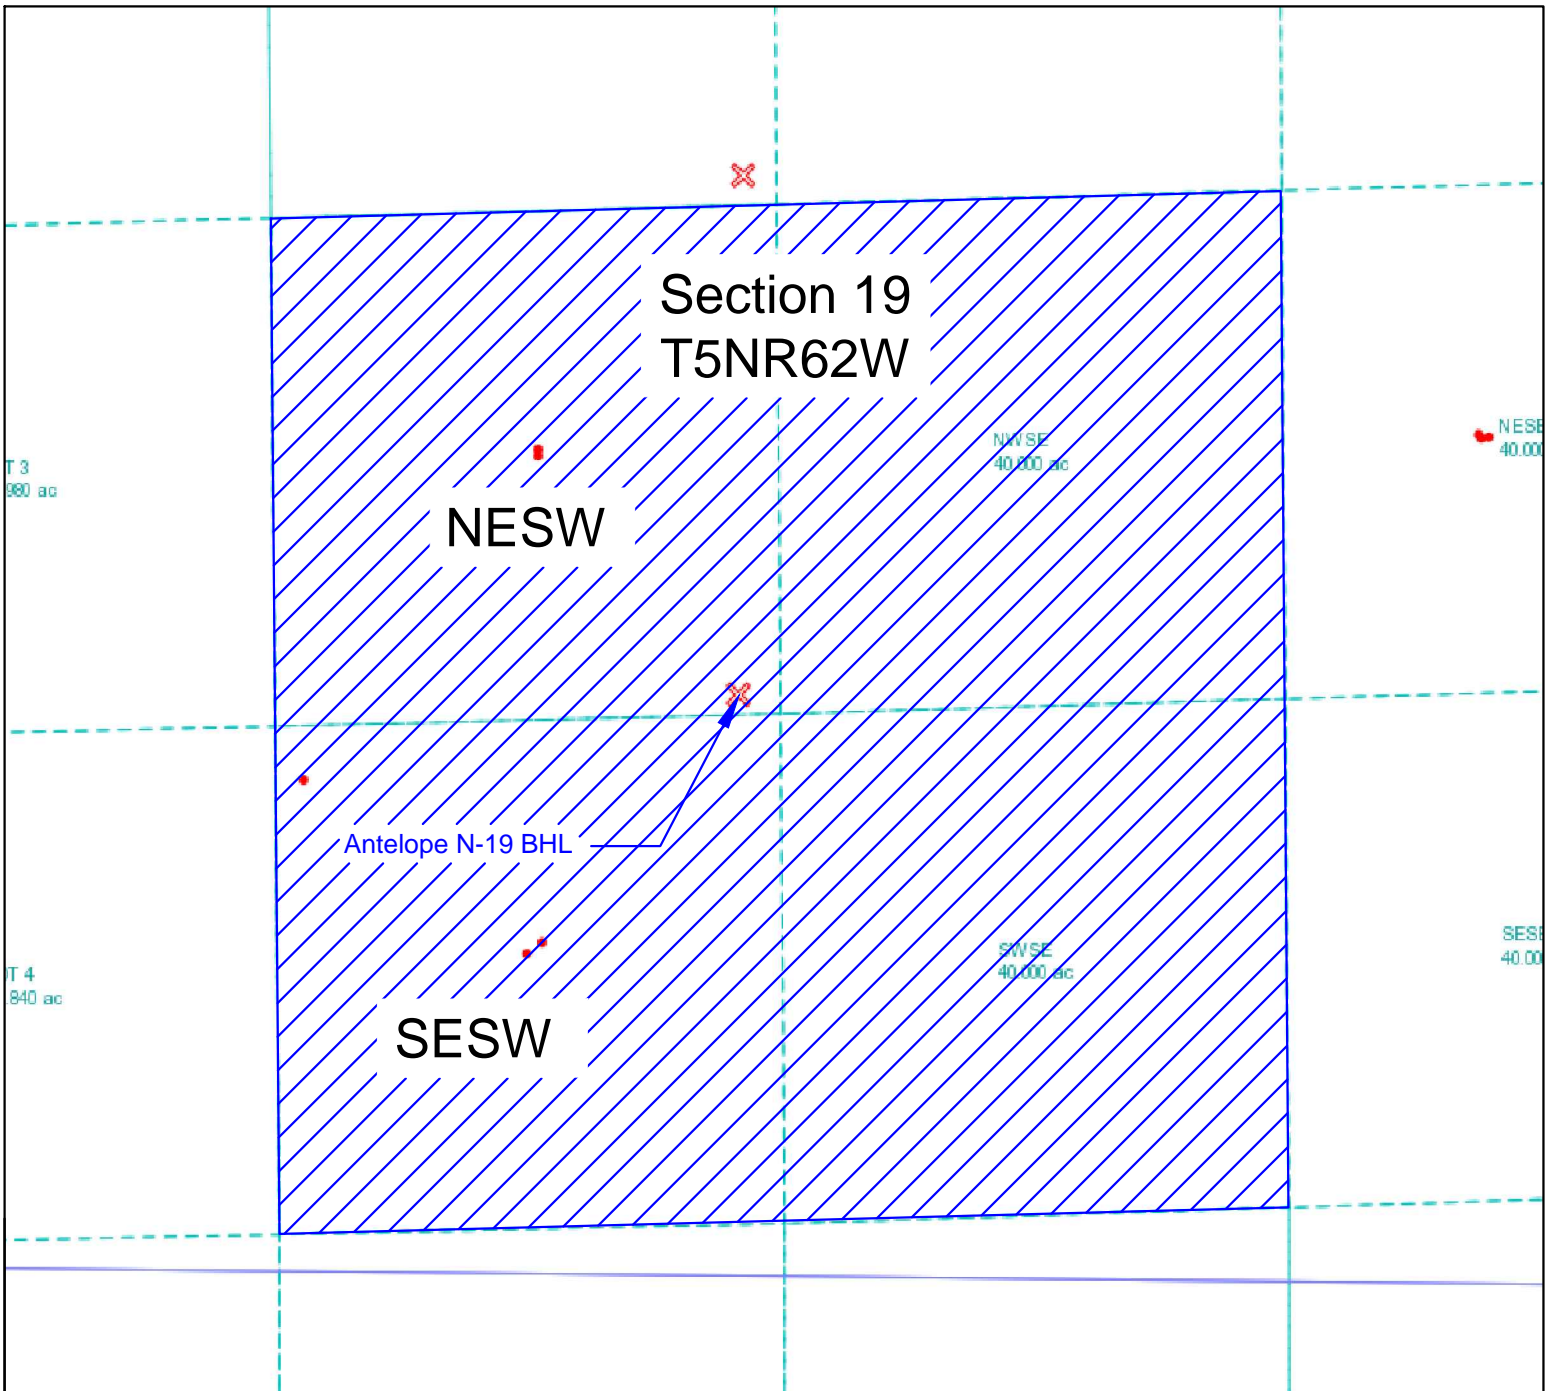 Section 19
T5NR62W
NWSE
40.000 ac
NESE
40.000
T 3
980 ac
NESW
Antelope N-19 BHL
SWSE
40.000 ac
SESE
40.00
T 4
840 ac
SESW